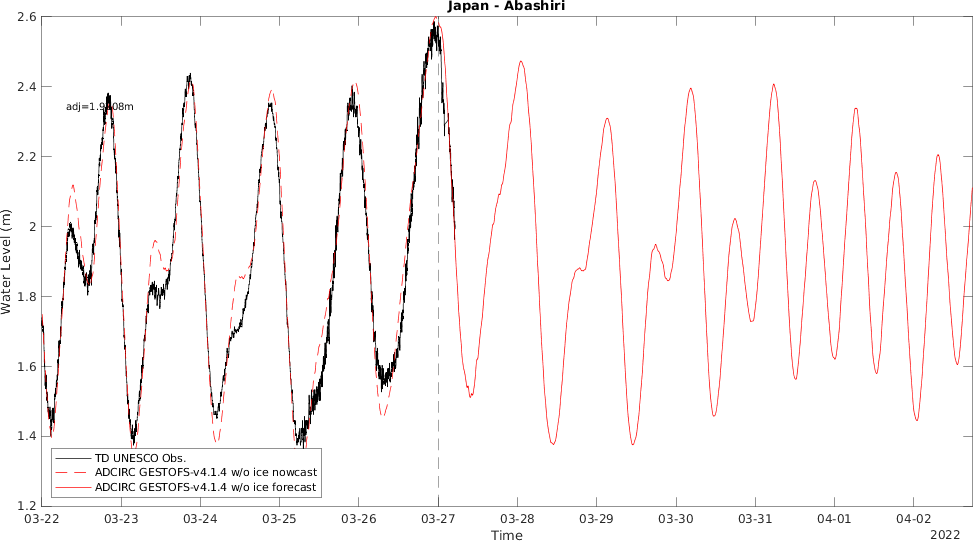 Japan - Abashiri
2.6
2.4
2.2
2
1.8
1.6
1.4
1.2
Water Level (m)
TD UNESCO Obs.
ADCIRC GESTOFS-v4.1.4 w/o ice nowcast
ADCIRC GESTOFS-v4.1.4 w/o ice forecast
03-22 03-23 03-24 03-25 03-26 03-27 03-28 03-29 03-30 03-31 04-01 04-02
Time
2022